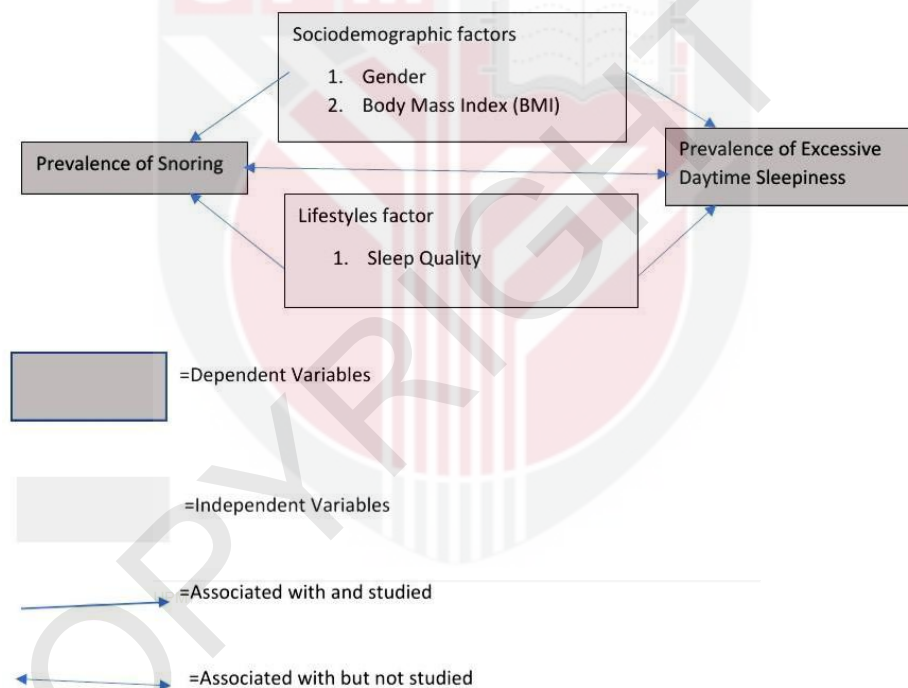 Sociodemographic factors
1. Gender
2. Body Mass Index (BMI)
Prevalence of Snoring
Prevalence of Excessive
Daytime Sleepiness
Lifestyles factor
1. Sleep Quality
=Dependent Variables
=Independent Variables
=Associated with and studied
=Associated with but not studied
COPYRIGHT